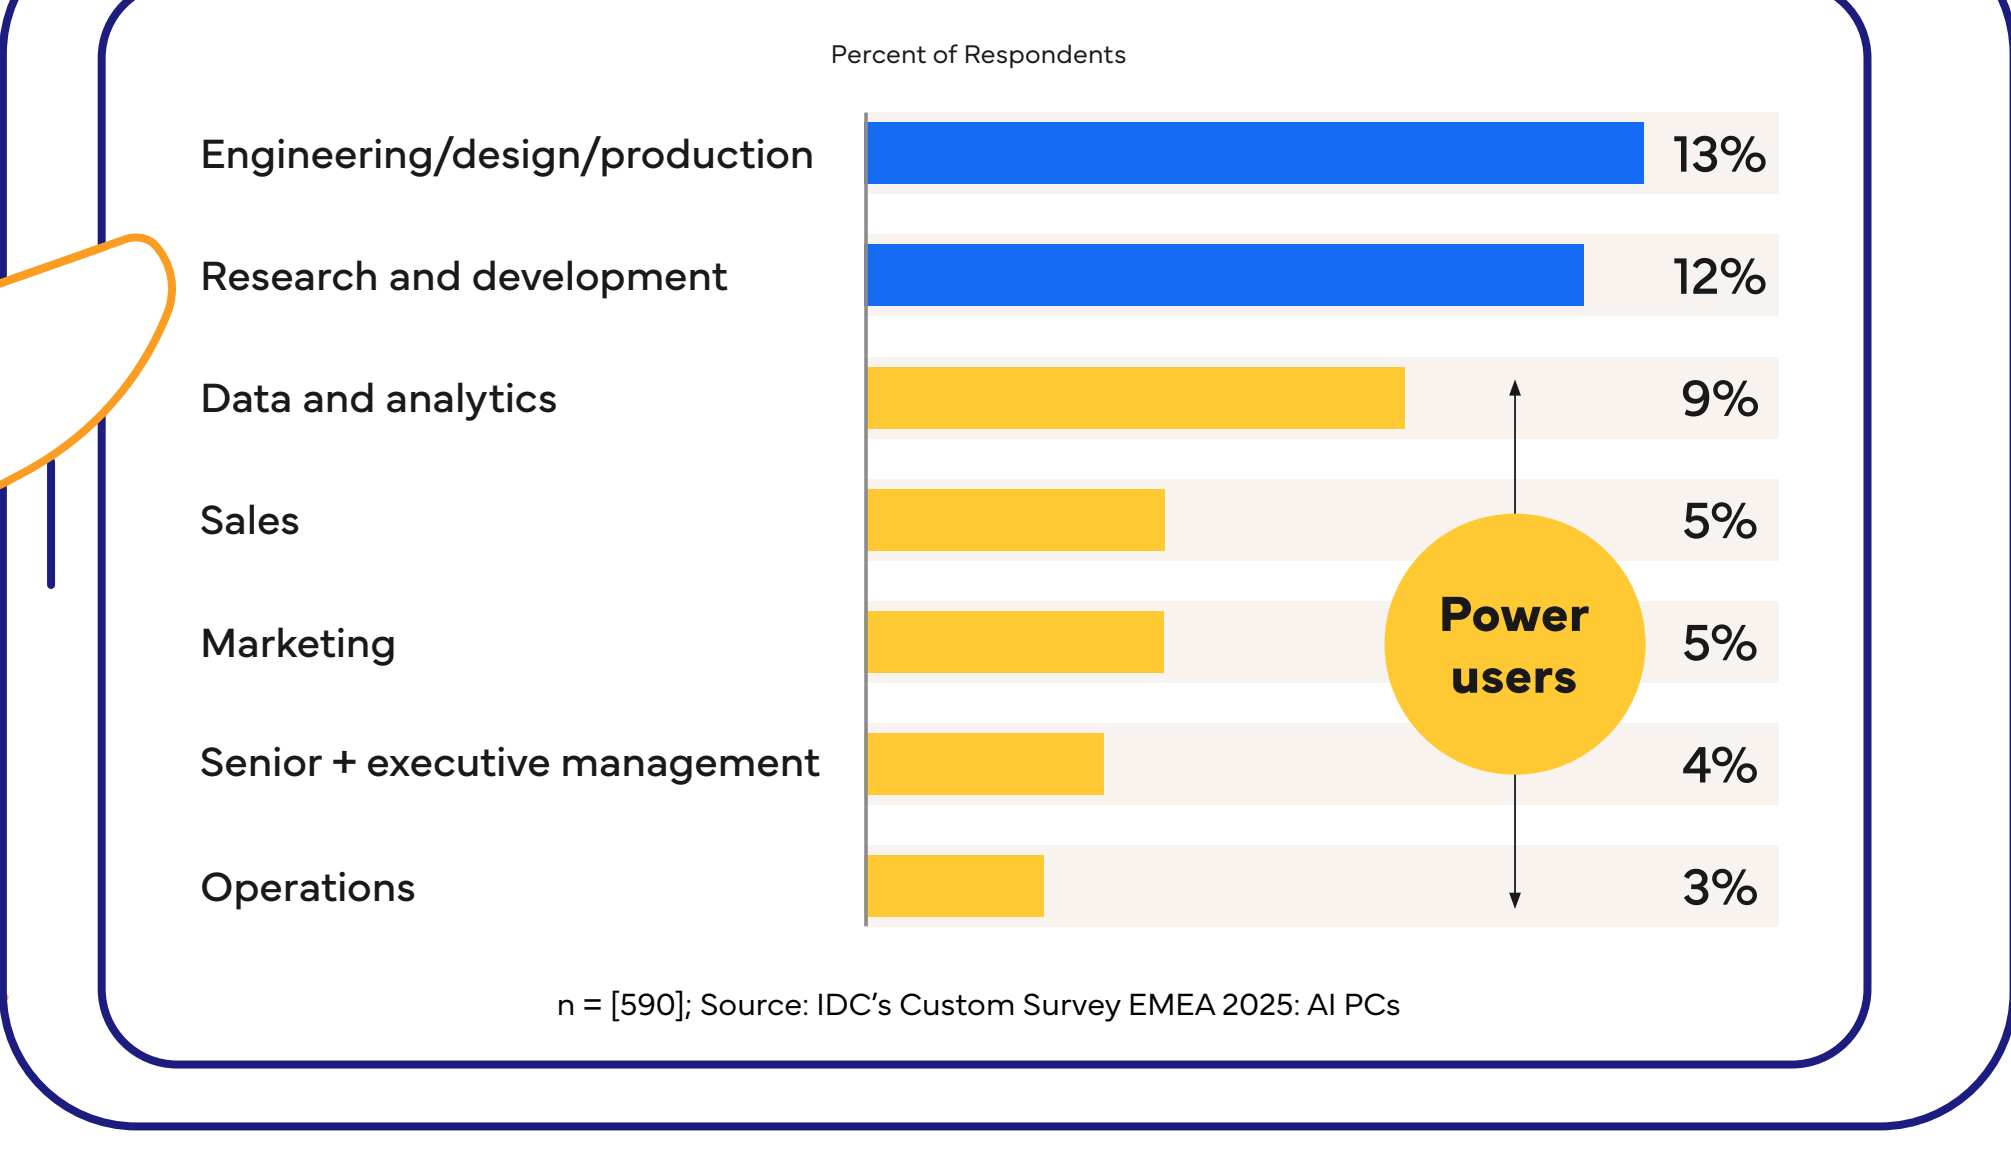 Percent of Respondents
Engineering/design/production 13%
Research and development 12%
Data and analytics 9%
Sales 5%
Marketing 5%
Senior + executive management 4%
Operations 3%
Power
users
n = [590]; Source: IDC’s Custom Survey EMEA 2025: AI PCs